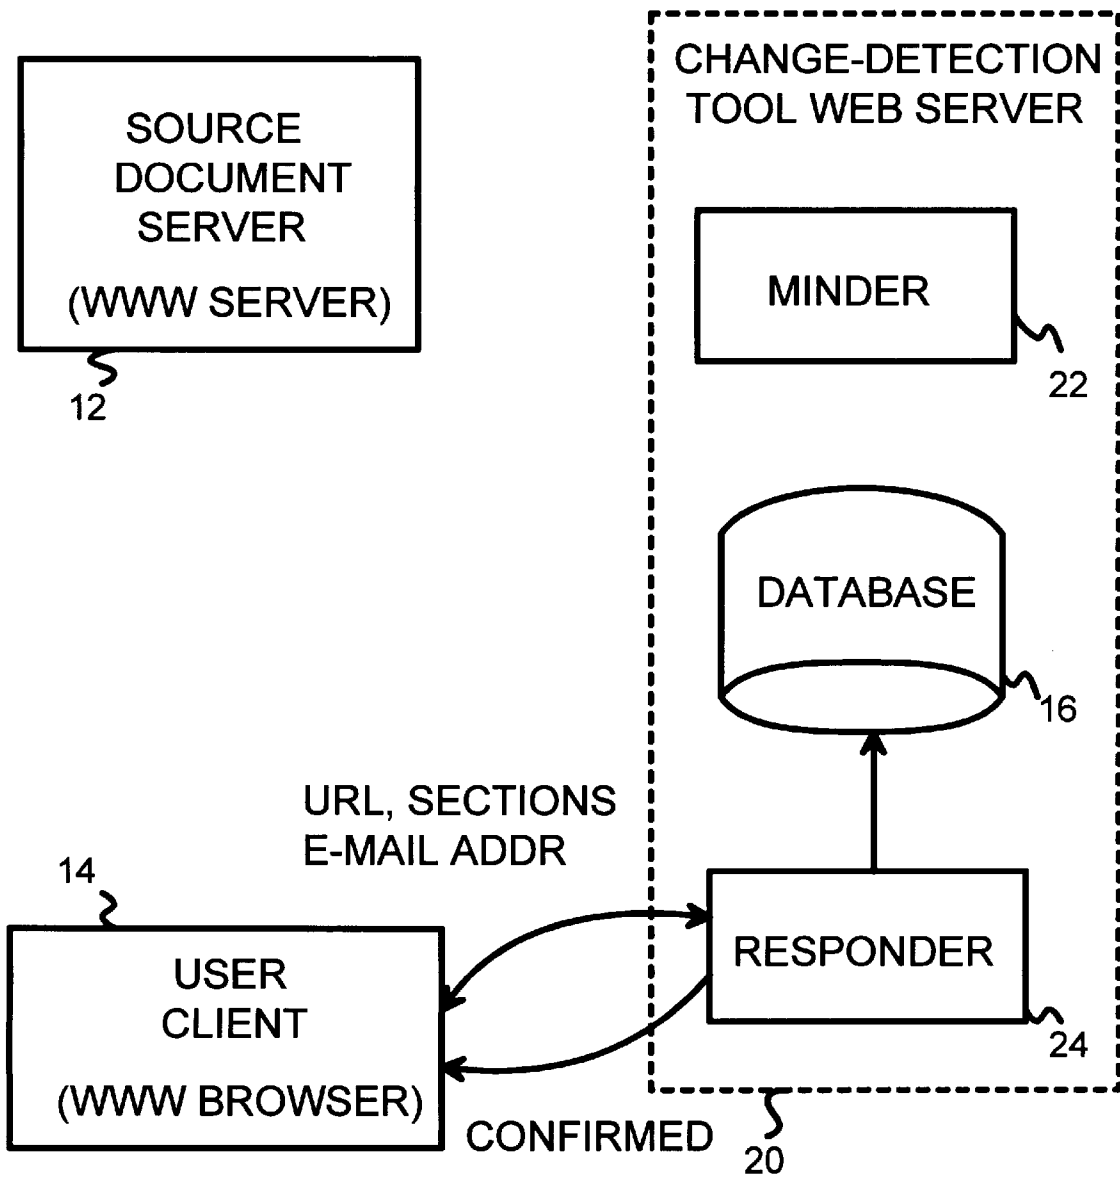 SOURCE
DOCUMENT
SERVER
(WWW SERVER)
12
CHANGE-DETECTION
TOOL WEB SERVER
MINDER
22
DATABASE
16
URL, SECTIONS
E-MAIL ADDR
14
USER
CLIENT
(WWW BROWSER)
RESPONDER
24
CONFIRMED
20